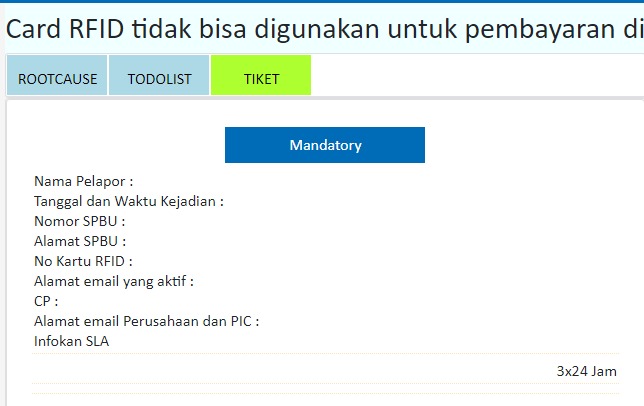 Card RFID tidak bisa digunakan untuk pembayaran di
ROOTCAUSE TODOLIST TIKET
Mandatory
Nama Pelapor :
Tanggal dan Waktu Kejadian :
Nomor SPBU :
Alamat SPBU :
No Kartu RFID :
Alamat email yang aktif :
CP :
Alamat email Perusahaan dan PIC :
Infokan SLA
3x24 Jam